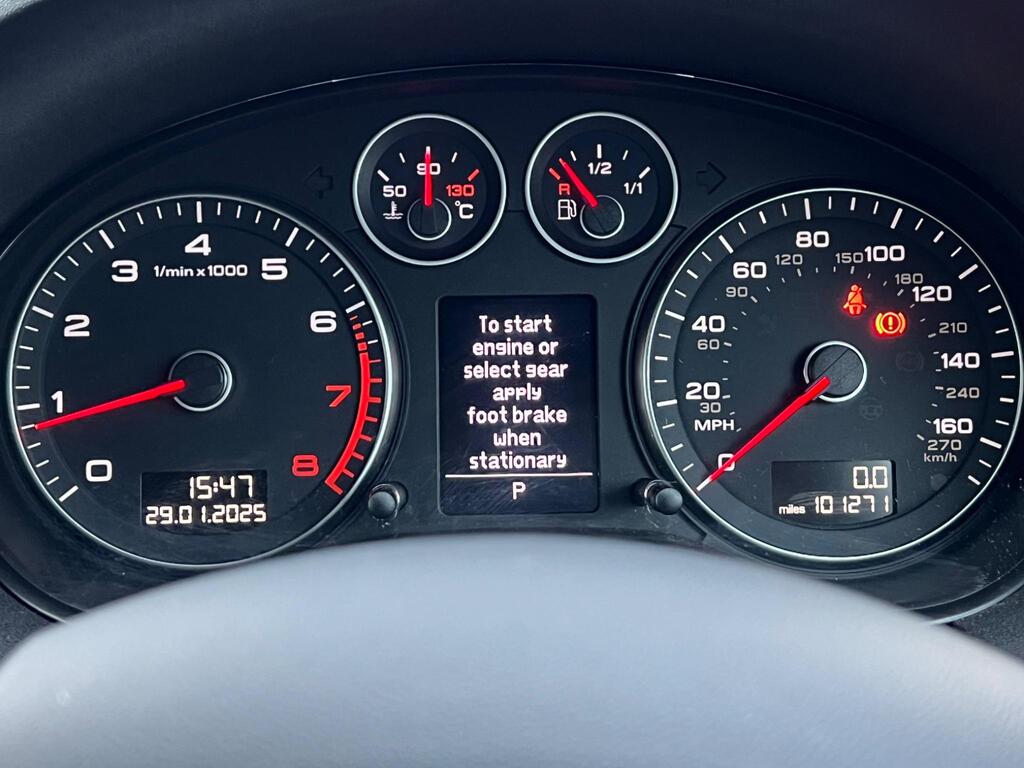 50
90
130
°C
R
1/2
1/1
0
1
2
3
4
5
6
7
8
1/min x 1000
15:47
29.01.2025
To start
engine or
select gear
apply
foot brake
when
stationary
P
0
20
40
60
80
100
120
140
160
MPH
30
60
90
120
150
180
210
240
270
km/h
0.0
miles 101271